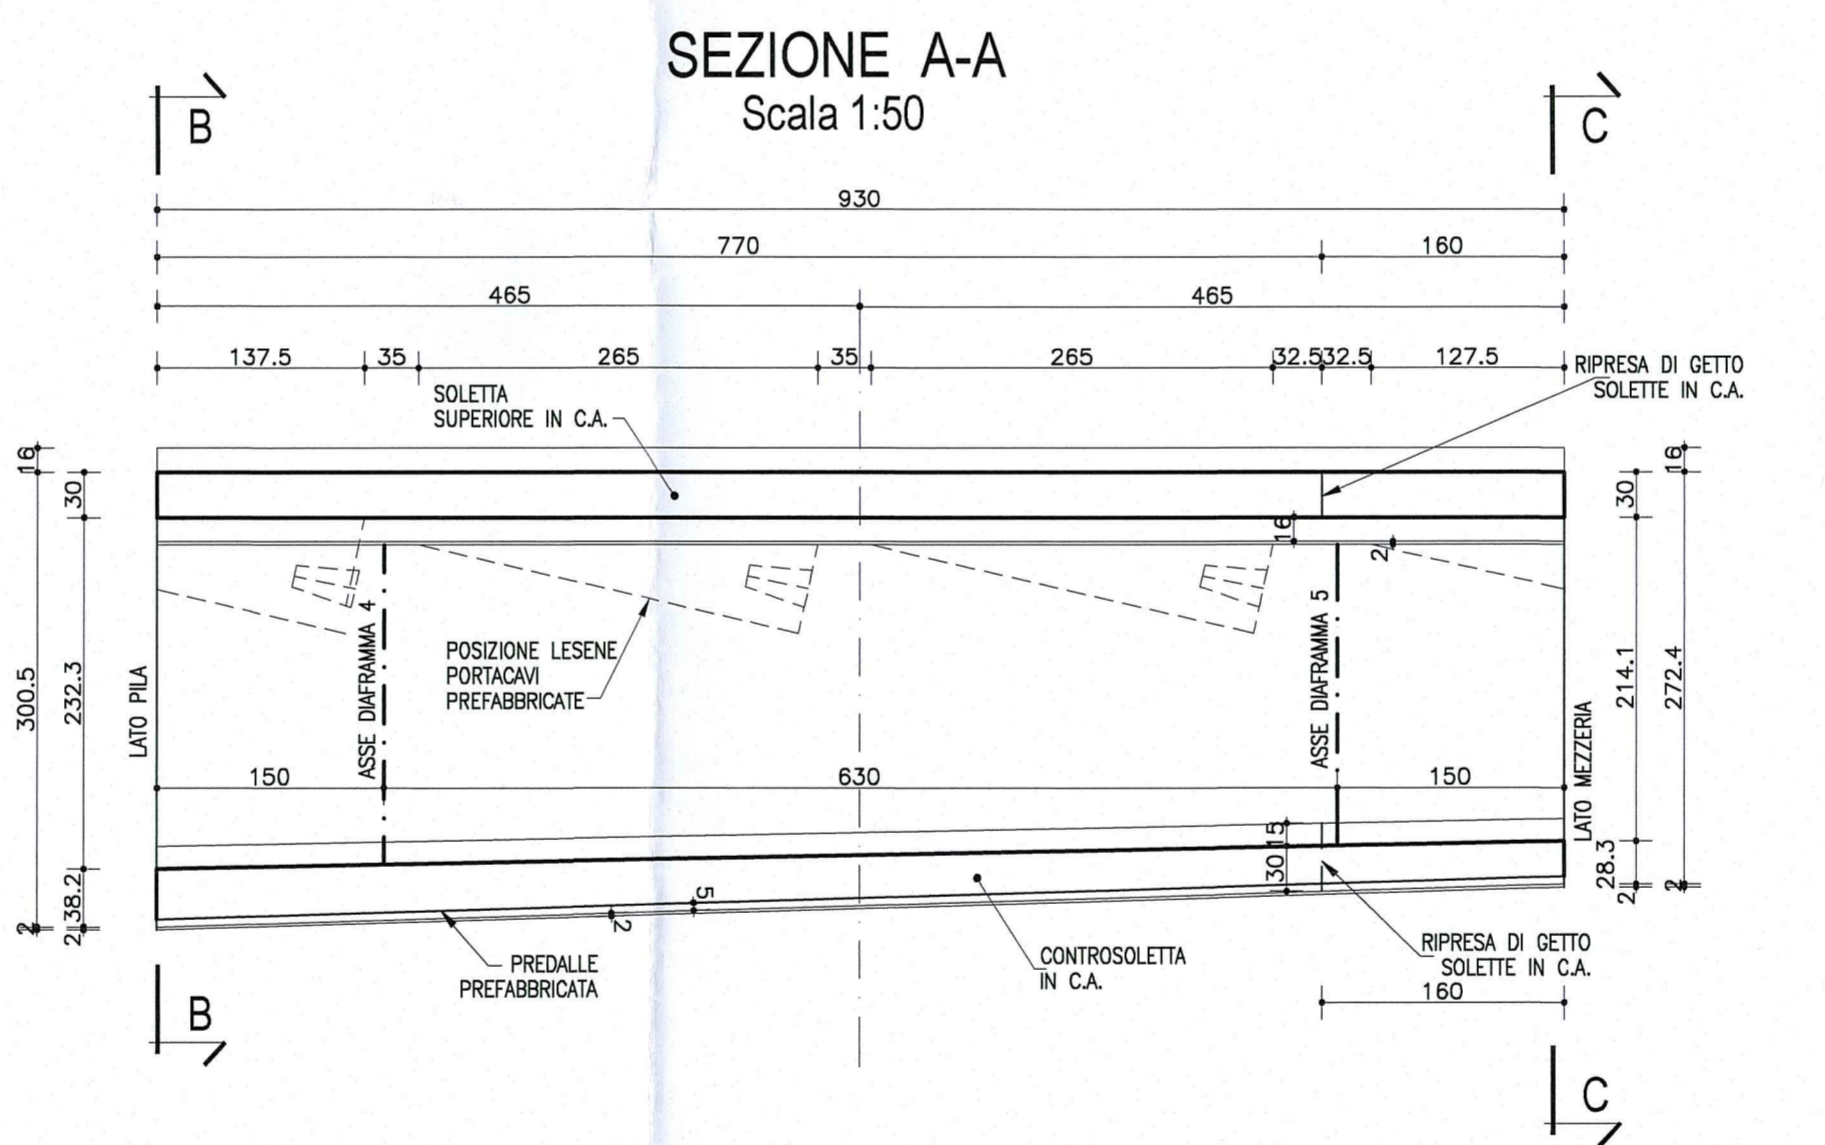 SEZIONE A-A
Scala 1:50
B
C
930
770
160
465
465
137.5
35
265
35
265
32.5
32.5
127.5
RIPRESA DI GETTO
SOLETTE IN C.A.
SOLETTA
SUPERIORE IN C.A.
16
30
16
30
16
2
300.5
232.3
LATO PILA
ASSE DIAFRAMMA 4
POSIZIONE LESENE
PORTACAVI
PREFABBRICATE
ASSE DIAFRAMMA 5
LATO MEZZERIA
214.1
272.4
150
630
150
15
30
28.3
2
2
38.2
2
2
5
2
PREDALLE
PREFABBRICATA
CONTROSOLETTA
IN C.A.
RIPRESA DI GETTO
SOLETTE IN C.A.
160
B
C